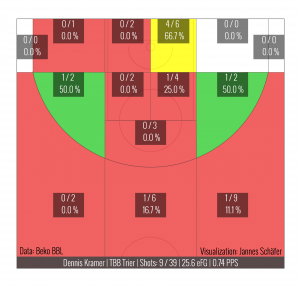 0 / 1 0 / 2 4 / 6 0 / 0
0.0 % 0.0 % 66.7 % 0.0 %
0 / 0 0 / 0
0.0 % 0.0 %
1 / 2 0 / 2 1 / 4 1 / 2
50.0 % 0.0 % 25.0 % 50.0 %
0 / 3
0.0 %
0 / 2 1 / 6 1 / 9
0.0 % 16.7 % 11.1 %
Data: Beko BBL Visualization: Jannes Schäfer
Dennis Kramer | TBB Trier | Shots: 9 / 39 | 25.6 eFG | 0.74 PPS